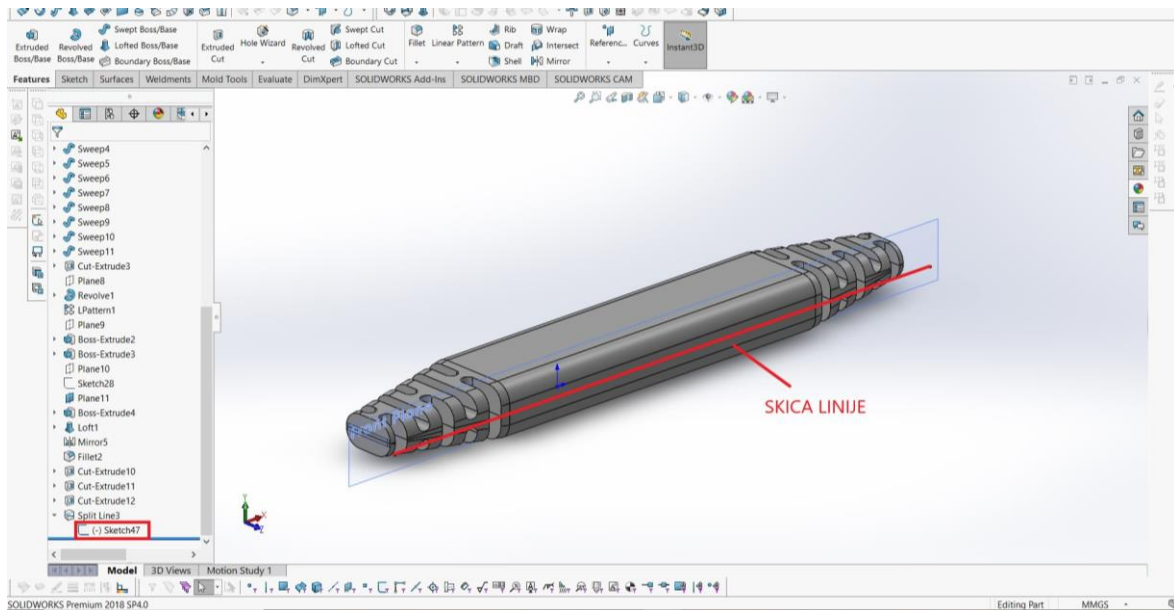 Extruded Boss/Base
Revolved Boss/Base
Swept Boss/Base
Lofted Boss/Base
Boundary Boss/Base
Extruded Cut
Hole Wizard
Revolved Cut
Swept Cut
Lofted Cut
Boundary Cut
Fillet
Linear Pattern
Rib
Draft
Shell
Wrap
Intersect
Mirror
Referenc...
Curves
Instant3D
Features Sketch Surfaces Weldments Mold Tools Evaluate DimXpert SOLIDWORKS Add-Ins SOLIDWORKS MBD SOLIDWORKS CAM
Sweep4
Sweep5
Sweep6
Sweep7
Sweep8
Sweep9
Sweep10
Sweep11
Cut-Extrude3
Plane8
Revolve1
LPattern1
Plane9
Boss-Extrude2
Boss-Extrude3
Plane10
Sketch28
Plane11
Boss-Extrude4
Loft1
Mirror5
Fillet2
Cut-Extrude10
Cut-Extrude11
Cut-Extrude12
Split Line3
(-) Sketch47
Front Plane
SKICA LINIJE
Y
X
Z
Model 3D Views Motion Study 1
SOLIDWORKS Premium 2018 SP4.0
Editing Part MMGS